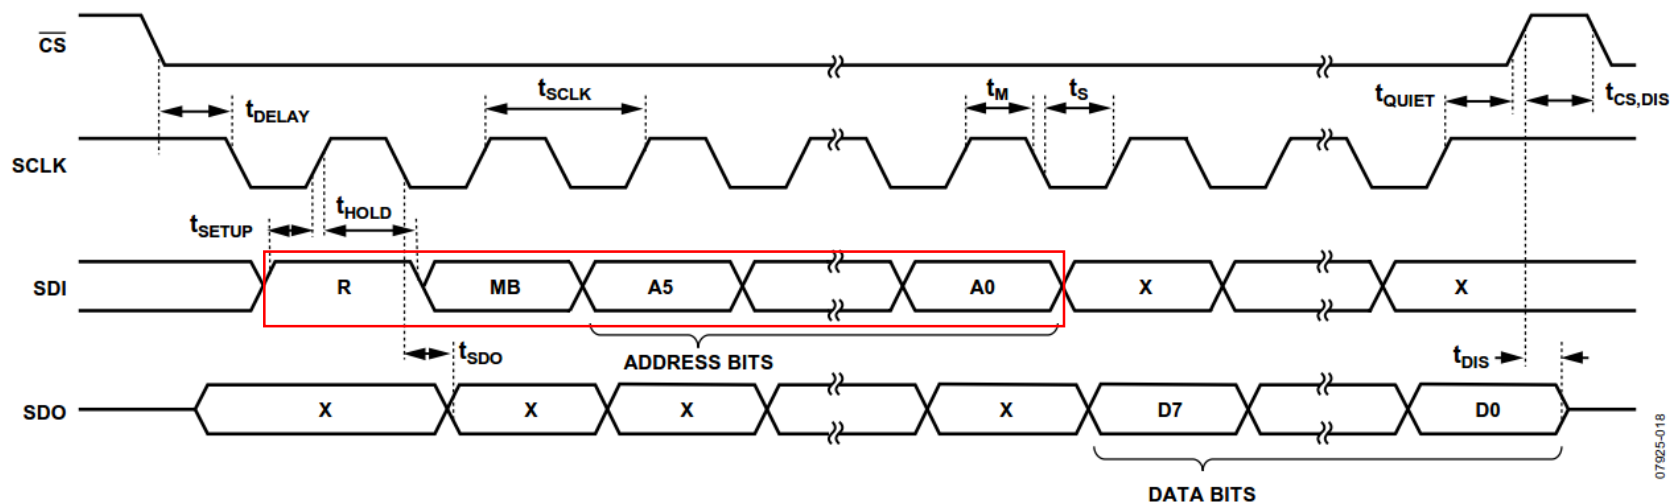 CS
tSCLK
tM
tS
tQUIET
tCS,DIS
tDELAY
SCLK
tSETUP
tHOLD
SDI
R
MB
A5
A0
X
X
tSDO
ADDRESS BITS
tDIS
SDO
X
X
X
X
D7
D0
DATA BITS
07925-018